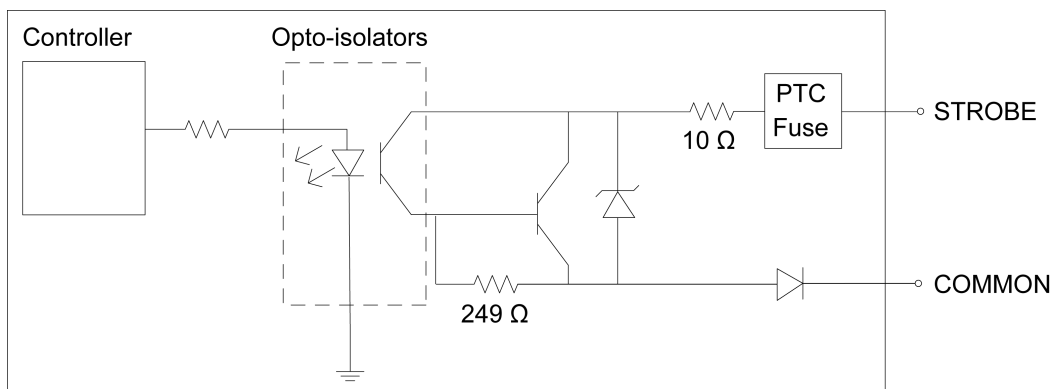 Controller
Opto-isolators
PTC
Fuse
STROBE
10 Ω
COMMON
249 Ω